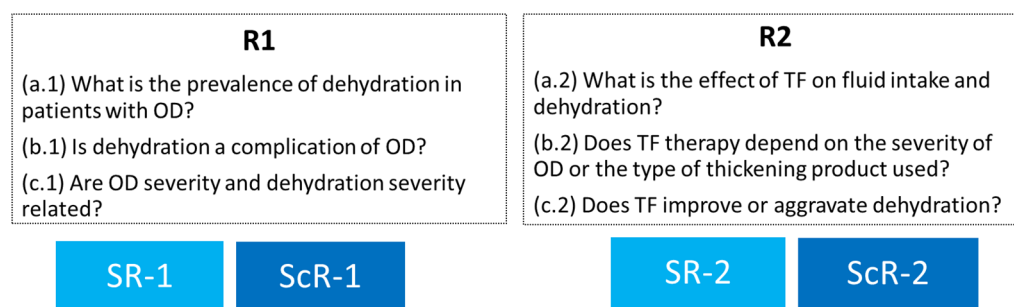 R1
(a.1) What is the prevalence of dehydration in
patients with OD?
(b.1) Is dehydration a complication of OD?
(c.1) Are OD severity and dehydration severity
related?
SR-1
ScR-1
R2
(a.2) What is the effect of TF on fluid intake and
dehydration?
(b.2) Does TF therapy depend on the severity of
OD or the type of thickening product used?
(c.2) Does TF improve or aggravate dehydration?
SR-2
ScR-2